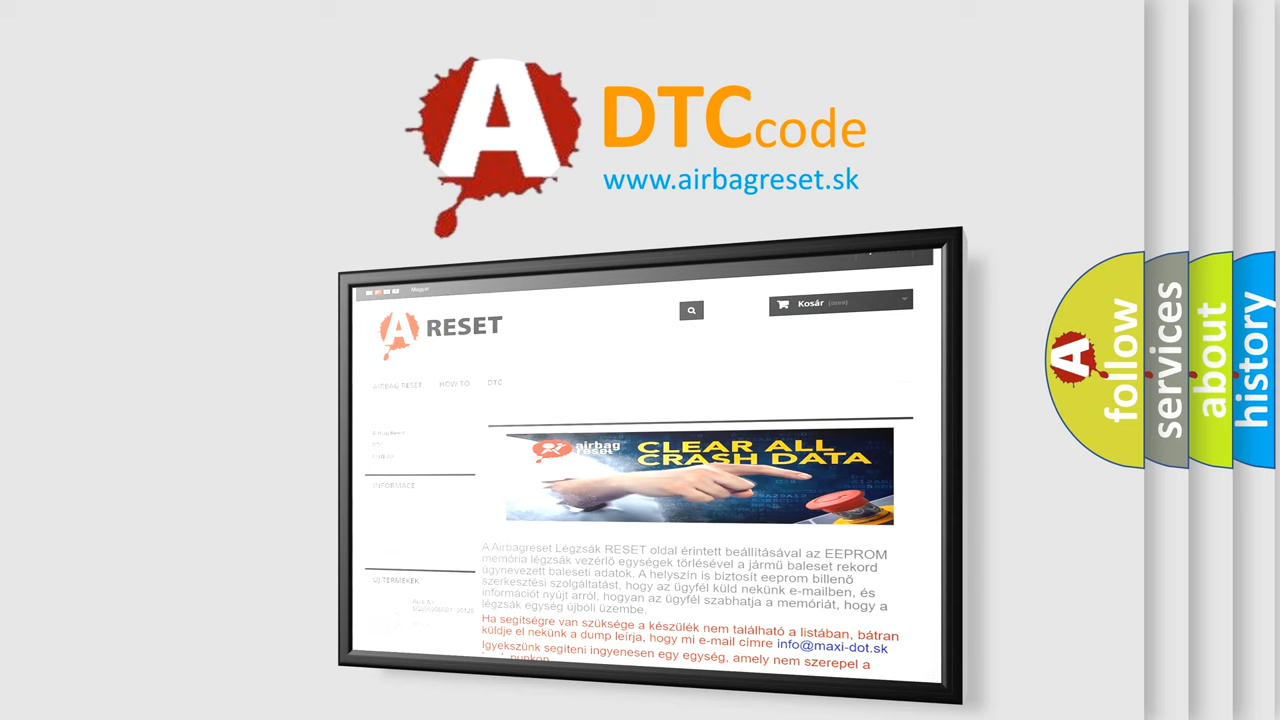 A DTCcode
www.airbagreset.sk
Magyar
A RESET
Kosár (üres)
AIRBAG RESET HOW TO DTC
INFORMACE
ÚJ TERMÉKEK
airbag
reset
CLEAR ALL
CRASH DATA
A Airbagreset Légzsák RESET oldal érintett beállításával az EEPROM
memória légzsák vezérlő egységek törlésével a jármű baleset rekord
úgynevezett baleseti adatok. A helyszín is biztosít eeprom billenő
szerkesztési szolgáltatást, hogy az ügyfél küld nekünk e-mailben, és
információt nyújt arról, hogyan az ügyfél szabhatja a memóriát, hogy a
légzsák egység újbóli üzembe.
Ha segítségre van szüksége a készülék nem található a listában, bátran
küldje el nekünk a dump leírja, hogy mi e-mail címre info@maxi-dot.sk
Igyekszünk segíteni ingyenesen egy egység, amely nem szerepel a
A
follow
services
about
history